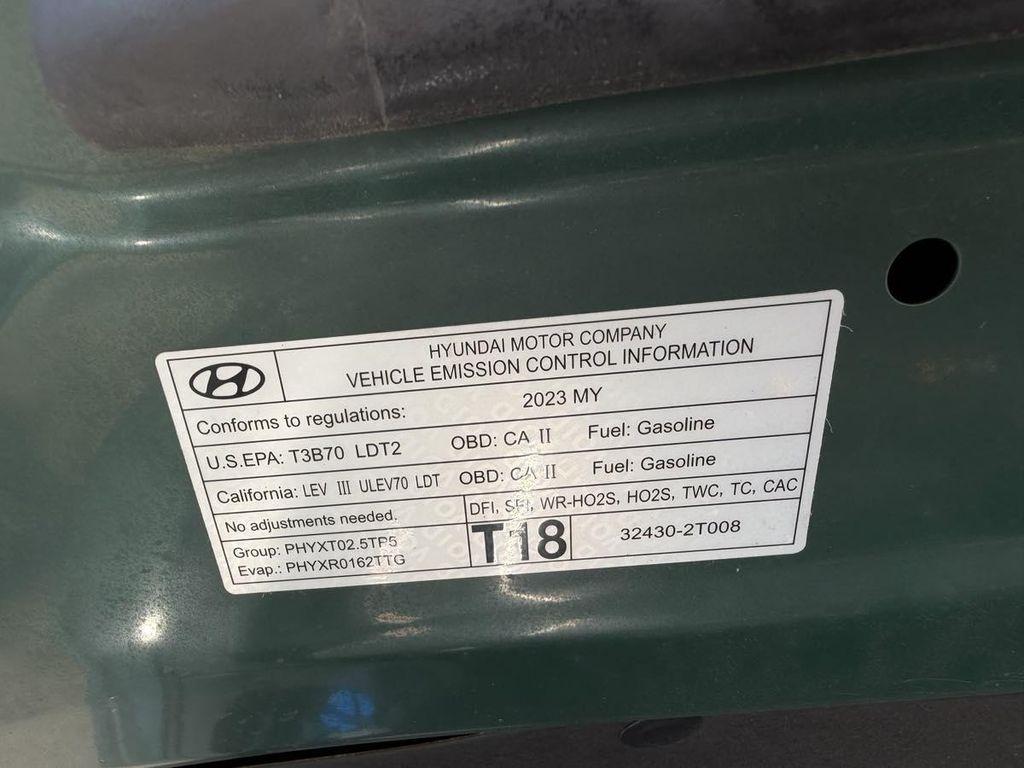 HYUNDAI MOTOR COMPANY
VEHICLE EMISSION CONTROL INFORMATION
Conforms to regulations: 2023 MY
U.S.EPA: T3B70 LDT2 OBD: CA II Fuel: Gasoline
California: LEV III ULEV70 LDT OBD: CA II Fuel: Gasoline
No adjustments needed. DFI, SFI, WR-HO2S, HO2S, TWC, TC, CAC
Group: PHYXT02.5TP5
Evap.: PHYXR0162TTG
T18 32430-2T008